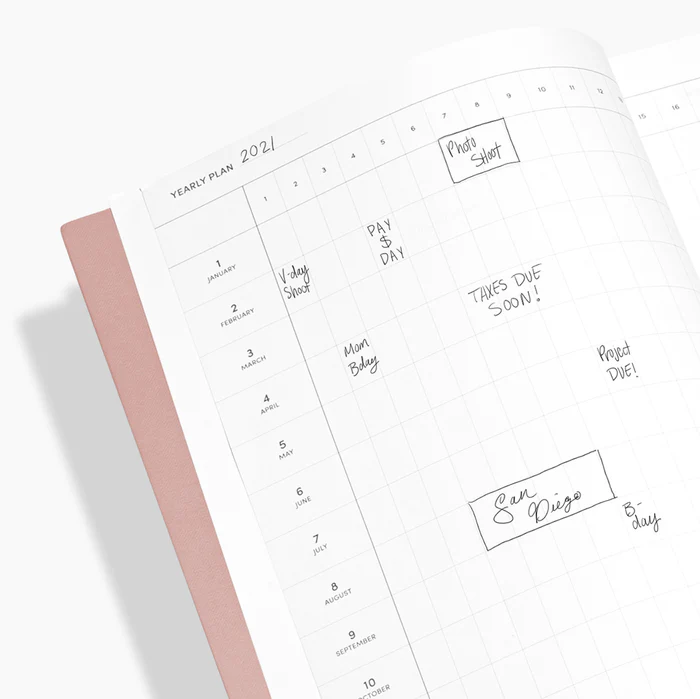 YEARLY PLAN 2021
1 2 3 4 5 6 7 8 9 10 11 12
15 16
Photo
Shoot
1
JANUARY
PAY
$
DAY
V-day
Shoot
2
FEBRUARY
TAXES DUE
SOON!
3
MARCH
Mom
Bday
Project
DUE!
4
APRIL
5
MAY
6
JUNE
San
Diego
B-
day
7
JULY
8
AUGUST
9
SEPTEMBER
10
OCTOBER